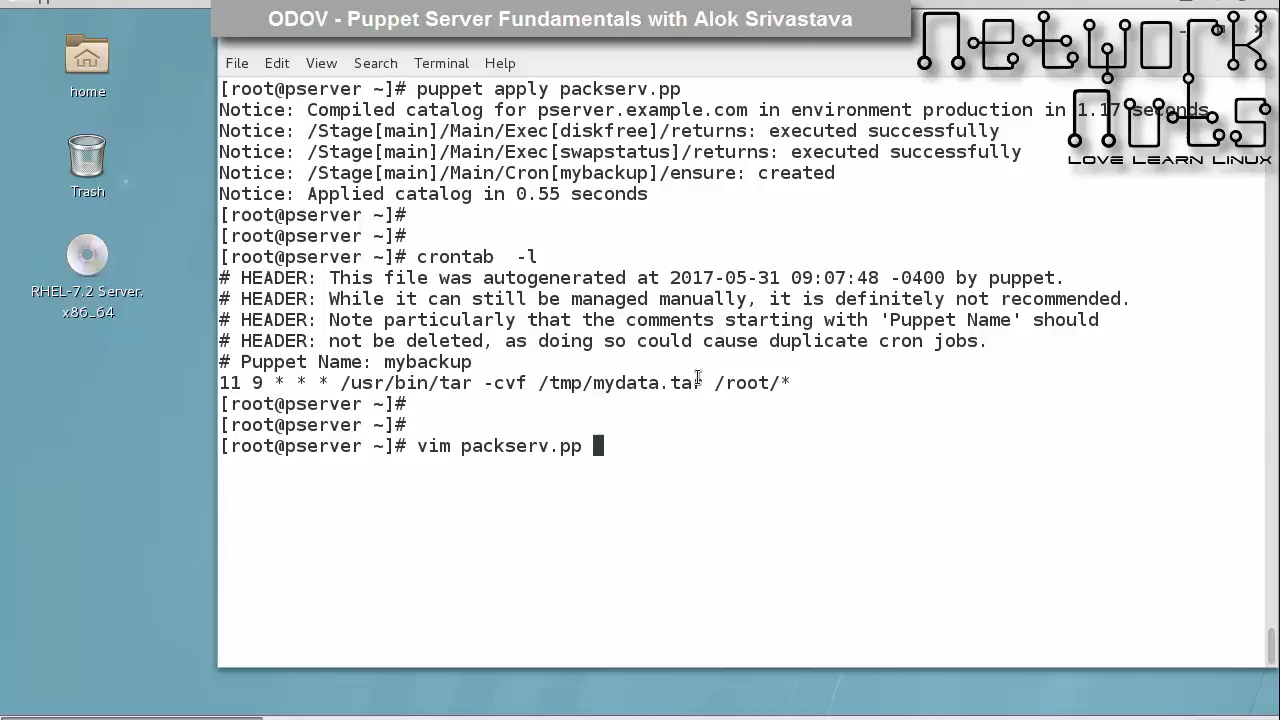 ODOV - Puppet Server Fundamentals with Alok Srivastava
Network
Nuts
LOVE LEARN LINUX
home
Trash
RHEL-7.2 Server.
x86_64
File Edit View Search Terminal Help
[root@pserver ~]# puppet apply packserv.pp
Notice: Compiled catalog for pserver.example.com in environment production in 1.17 seconds
Notice: /Stage[main]/Main/Exec[diskfree]/returns: executed successfully
Notice: /Stage[main]/Main/Exec[swapstatus]/returns: executed successfully
Notice: /Stage[main]/Main/Cron[mybackup]/ensure: created
Notice: Applied catalog in 0.55 seconds
[root@pserver ~]#
[root@pserver ~]#
[root@pserver ~]# crontab  -l
# HEADER: This file was autogenerated at 2017-05-31 09:07:48 -0400 by puppet.
# HEADER: While it can still be managed manually, it is definitely not recommended.
# HEADER: Note particularly that the comments starting with 'Puppet Name' should
# HEADER: not be deleted, as doing so could cause duplicate cron jobs.
# Puppet Name: mybackup
11 9 * * * /usr/bin/tar -cvf /tmp/mydata.tar /root/*
[root@pserver ~]#
[root@pserver ~]#
[root@pserver ~]# vim packserv.pp